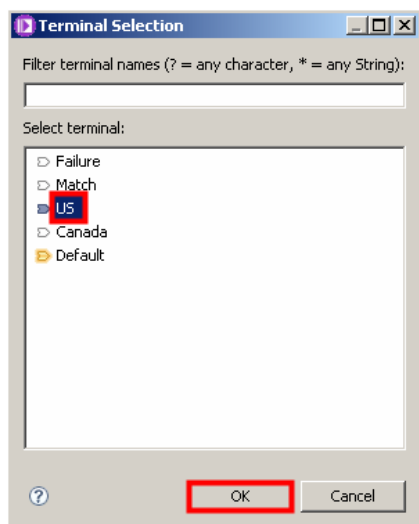 Terminal Selection
Filter terminal names (? = any character, * = any String):
Select terminal:
Failure
Match
US
Canada
Default
OK Cancel